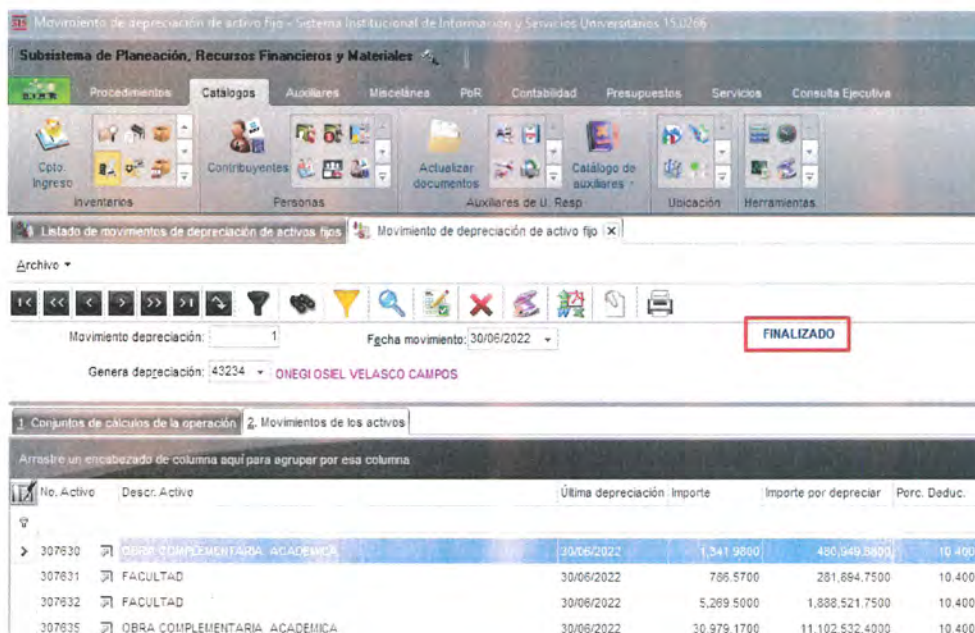 Movimiento de depreciación de activo fijo - Sistema Institucional de Información y Servicios Universitarios 15.0266
Subsistema de Planeación, Recursos Financieros y Materiales
Procedimientos Catálogos Auxiliares Miscelánea PbR Contabilidad Presupuestos Servicios Consulta Ejecutiva
Cpto. Ingreso
Contribuyentes
Actualizar documentos
Catálogo de auxiliares
Inventarios Personas Auxiliares de U. Resp Ubicación Herramientas
Listado de movimientos de depreciación de activos fijos Movimiento de depreciación de activo fijo
Archivo
Movimiento depreciación: 1 Fecha movimiento: 30/06/2022 FINALIZADO
Genera depreciación: 43234 ONEGI OSIEL VELASCO CAMPOS
1. Conjuntos de cálculos de la operación 2. Movimientos de los activos
Arrastre un encabezado de columna aquí para agrupar por esa columna
No. Activo Descr. Activo Última depreciación Importe Importe por depreciar Porc. Deduc.
307630 OBRA COMPLEMENTARIA ACADEMICA 30/06/2022 1,341.9800 10.400
307631 FACULTAD 30/06/2022 786.5700 281,894.7500 10.400
307632 FACULTAD 30/06/2022 5,269.5000 1,888,521.7500 10.400
307635 OBRA COMPLEMENTARIA ACADEMICA 30/06/2022 30,979.1700 11,102,532.4000 10.400